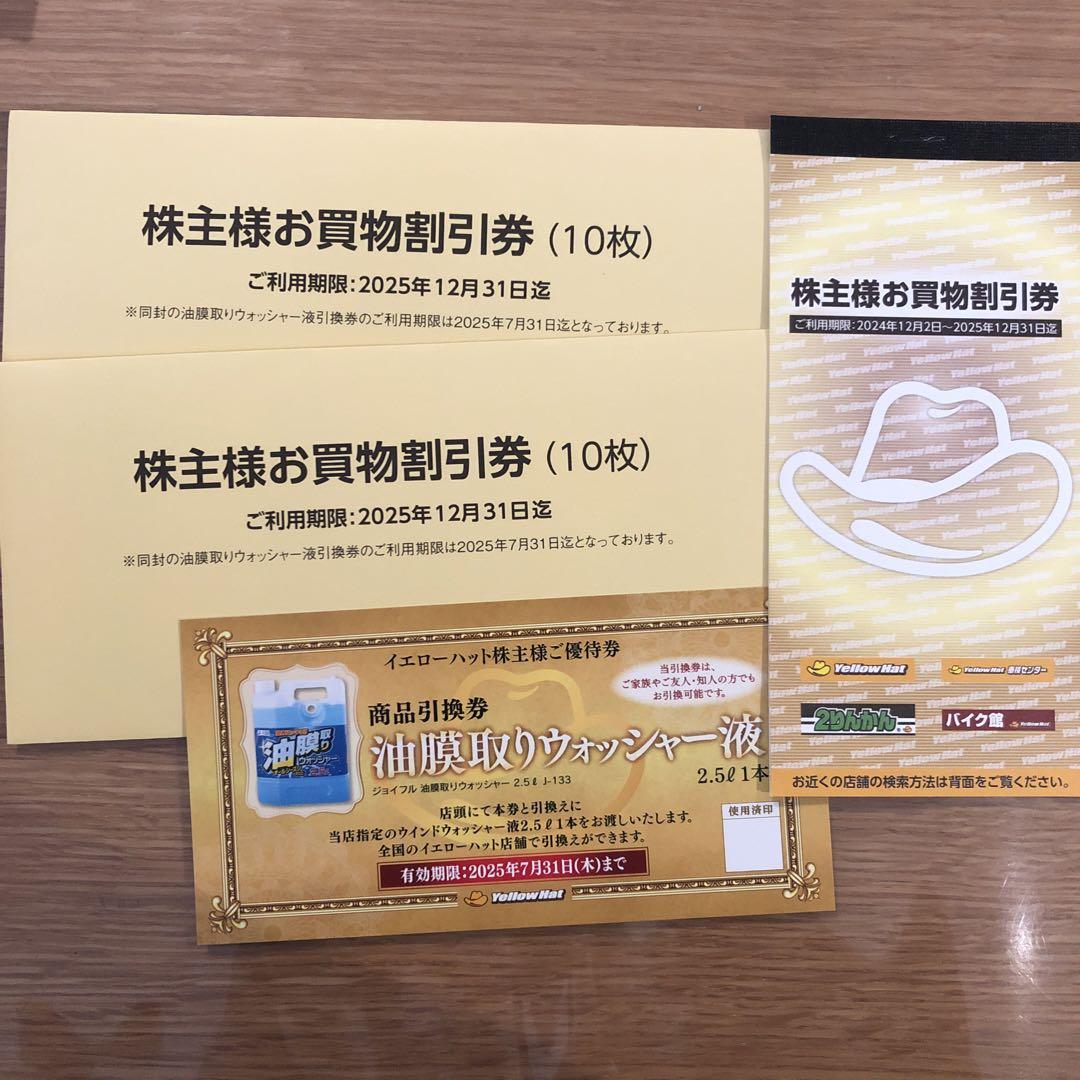 株主様お買物割引券(10枚)
ご利用期限:2025年12月31日迄
※同封の油膜取りウォッシャー液引換券のご利用期限は2025年7月31日迄となっております。
株主様お買物割引券(10枚)
ご利用期限:2025年12月31日迄
※同封の油膜取りウォッシャー液引換券のご利用期限は2025年7月31日迄となっております。
株主様お買物割引券
ご利用期限:2024年12月2日~2025年12月31日迄
Yellow Hat
YellowHat 車検センター
2りんかん
バイク館 YellowHat
お近くの店舗の検索方法は背面をご覧ください。
イエローハット株主様ご優待券
当引換券は、
ご家族やご友人・知人の方でも
お引換可能です。
商品引換券
油膜取りウォッシャー液
2.5ℓ1本
ジョイフル 油膜取りウォッシャー 2.5ℓ J-133
油膜取り
ウォッシャー
店頭にて本券と引換えに
当店指定のウインドウォッシャー液2.5ℓ1本をお渡しいたします。
全国のイエローハット店舗で引換えができます。
使用済印
有効期限:2025年7月31日(木)まで
Yellow Hat